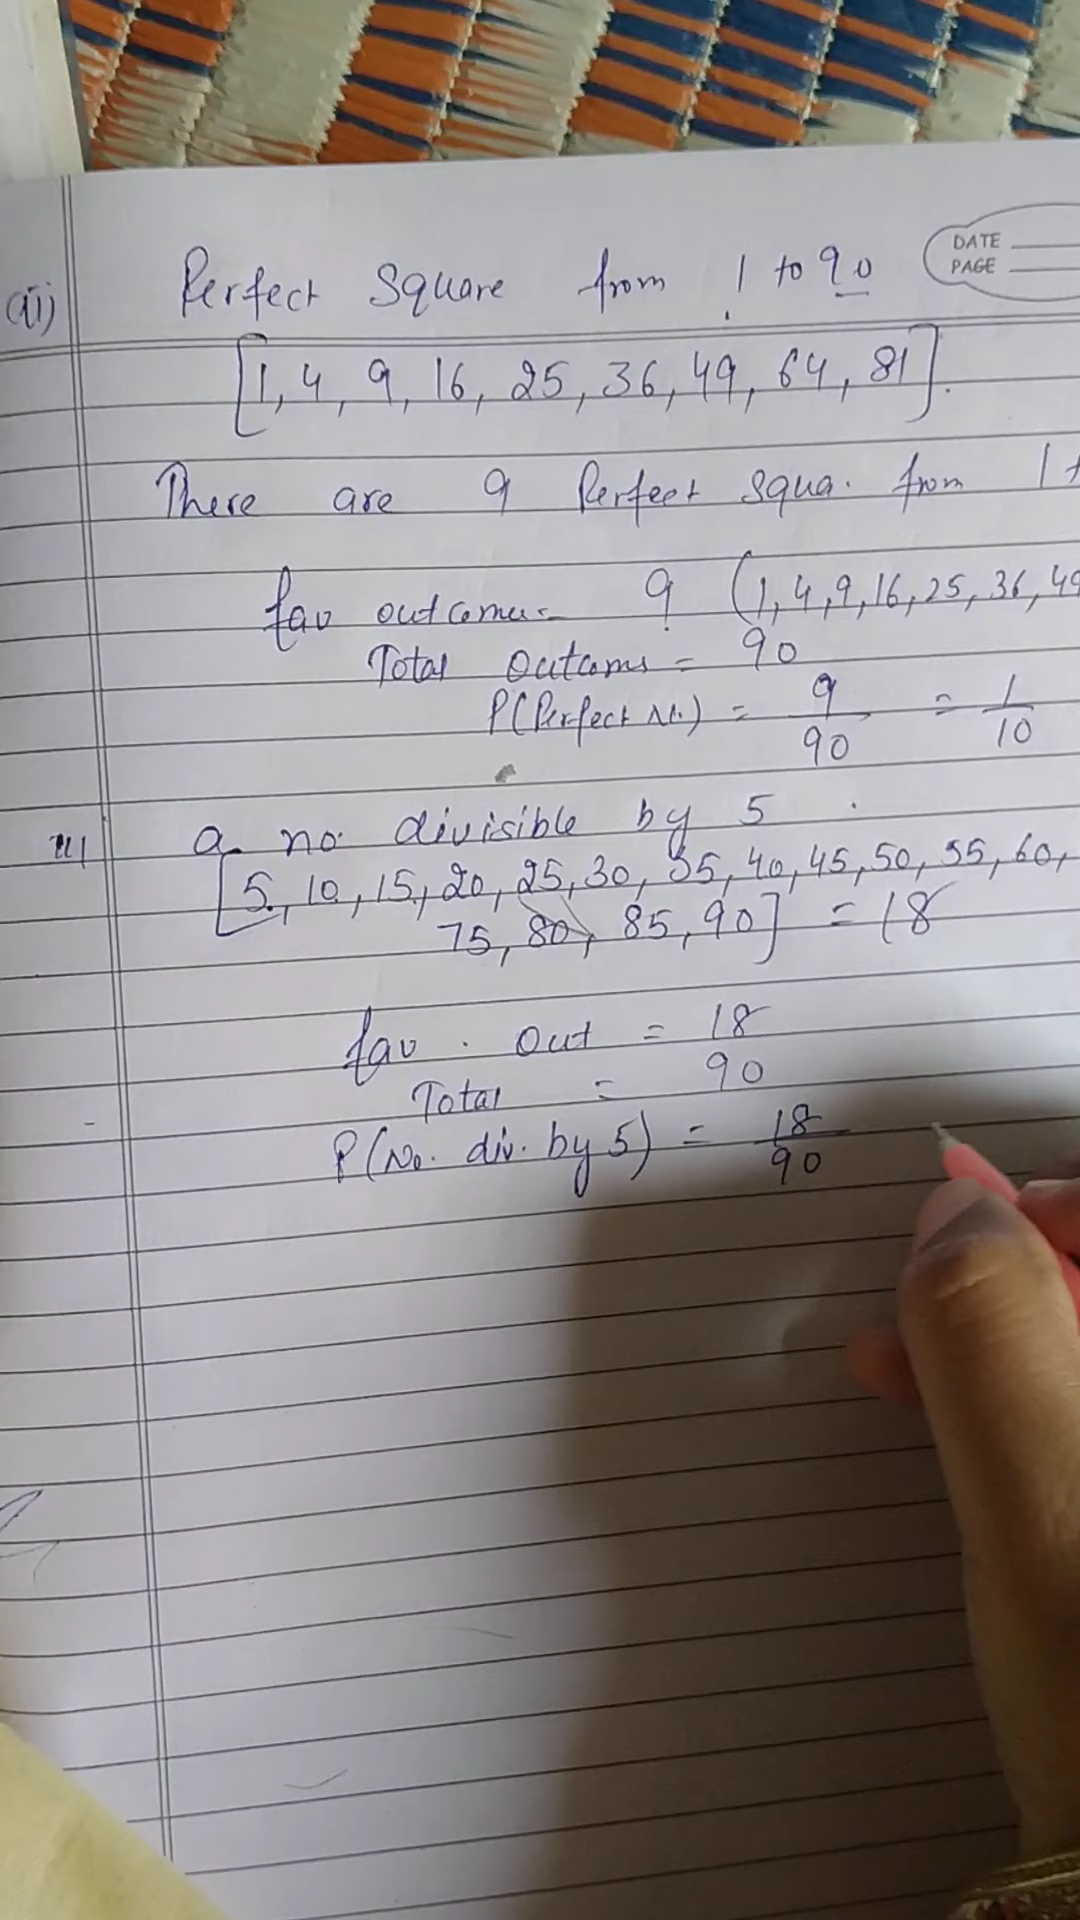 DATE
PAGE
(ii) Perfect Square from 1 to 90
[1, 4, 9, 16, 25, 36, 49, 64, 81].
There are 9 Perfect Squa. from 1
fav outcome = 9 (1, 4, 9, 16, 25, 36, 49
Total Outcoms = 90
P(Perfect No.) = 9/90 = 1/10
iii a no. divisible by 5
[5, 10, 15, 20, 25, 30, 35, 40, 45, 50, 55, 60,
75, 80, 85, 90] = 18
fav. Out = 18
Total = 90
P(No. div. by 5) = 18/90